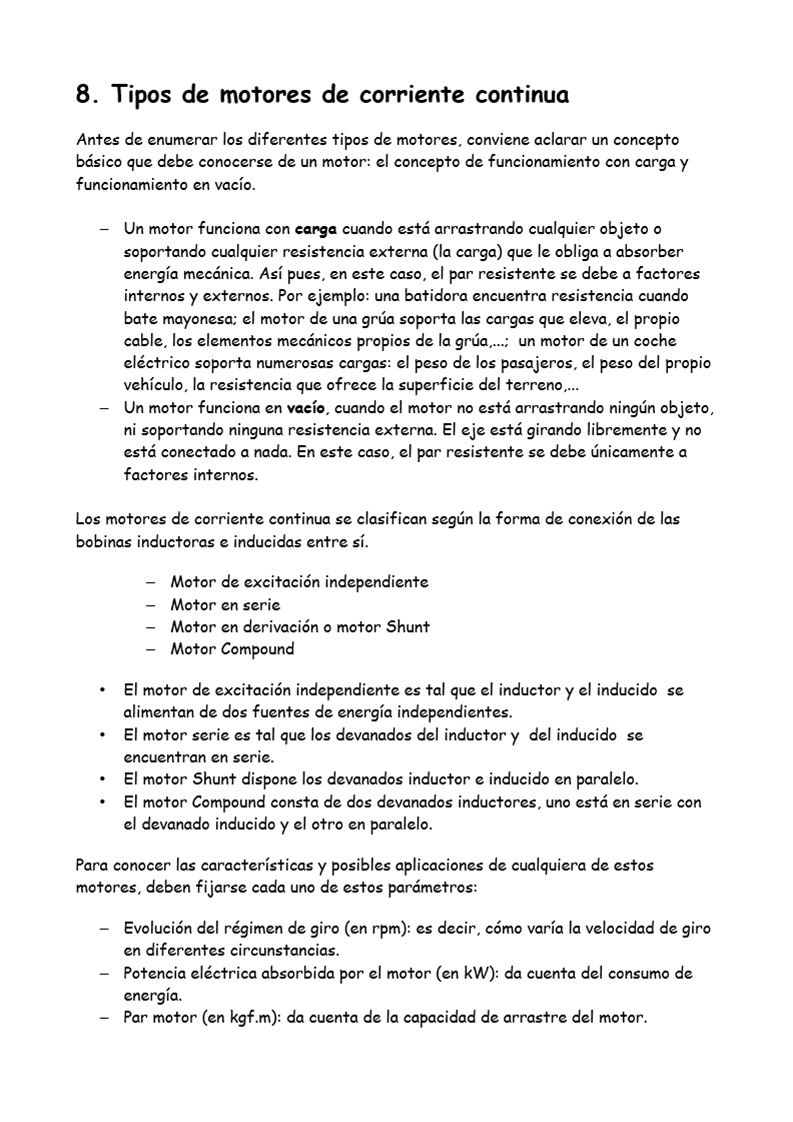 8. Tipos de motores de corriente continua
Antes de enumerar los diferentes tipos de motores, conviene aclarar un concepto
básico que debe conocerse de un motor: el concepto de funcionamiento con carga y
funcionamiento en vacío.
– Un motor funciona con carga cuando está arrastrando cualquier objeto o
soportando cualquier resistencia externa (la carga) que le obliga a absorber
energía mecánica. Así pues, en este caso, el par resistente se debe a factores
internos y externos. Por ejemplo: una batidora encuentra resistencia cuando
bate mayonesa; el motor de una grúa soporta las cargas que eleva, el propio
cable, los elementos mecánicos propios de la grúa,...;  un motor de un coche
eléctrico soporta numerosas cargas: el peso de los pasajeros, el peso del propio
vehículo, la resistencia que ofrece la superficie del terreno,...
– Un motor funciona en vacío, cuando el motor no está arrastrando ningún objeto,
ni soportando ninguna resistencia externa. El eje está girando libremente y no
está conectado a nada. En este caso, el par resistente se debe únicamente a
factores internos.
Los motores de corriente continua se clasifican según la forma de conexión de las
bobinas inductoras e inducidas entre sí.
– Motor de excitación independiente
– Motor en serie
– Motor en derivación o motor Shunt
– Motor Compound
• El motor de excitación independiente es tal que el inductor y el inducido  se
alimentan de dos fuentes de energía independientes.
• El motor serie es tal que los devanados del inductor y  del inducido  se
encuentran en serie.
• El motor Shunt dispone los devanados inductor e inducido en paralelo.
• El motor Compound consta de dos devanados inductores, uno está en serie con
el devanado inducido y el otro en paralelo.
Para conocer las características y posibles aplicaciones de cualquiera de estos
motores, deben fijarse cada uno de estos parámetros:
– Evolución del régimen de giro (en rpm): es decir, cómo varía la velocidad de giro
en diferentes circunstancias.
– Potencia eléctrica absorbida por el motor (en kW): da cuenta del consumo de
energía.
– Par motor (en kgf.m): da cuenta de la capacidad de arrastre del motor.